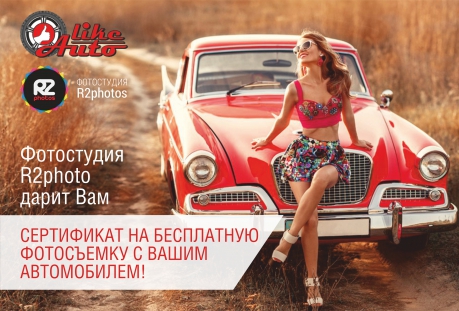 like
Auto
R2
photos
ФОТОСТУДИЯ
R2photos
Фотостудия
R2photo
дарит Вам
СЕРТИФИКАТ НА БЕСПЛАТНУЮ
ФОТОСЪЕМКУ С ВАШИМ
АВТОМОБИЛЕМ!